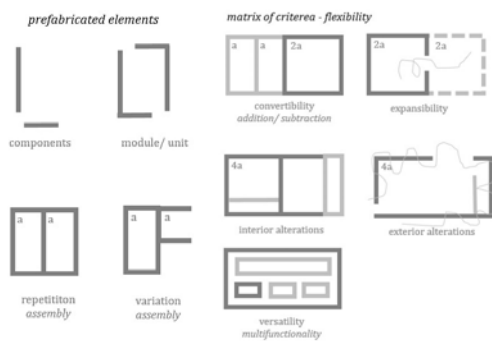 prefabricated elements
matrix of criterea - flexibility
a a 2a
2a 2a
components
module/ unit
convertibility
addition/ subtraction
expansibility
4a
4a
interior alterations
exterior alterations
a a
a a
repetititon
assembly
variation
assembly
versatility
multifunctionality